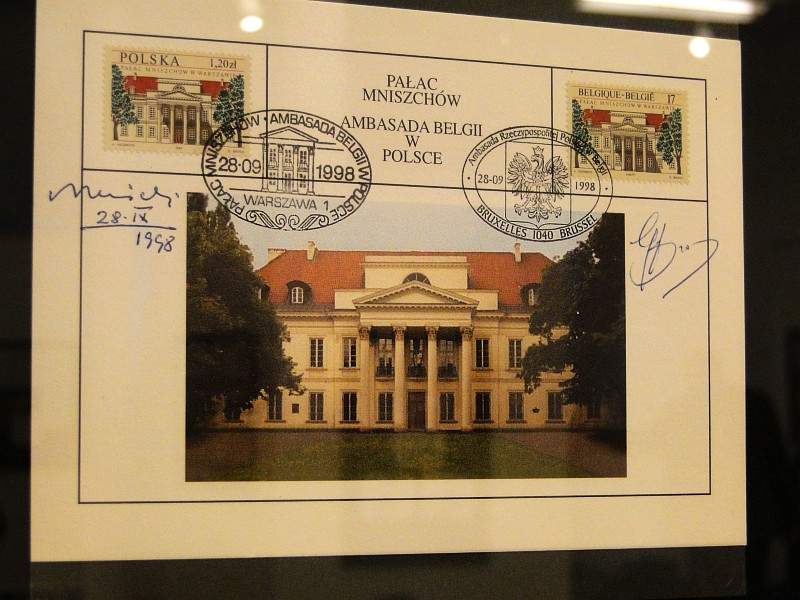 POLSKA 1,20zł
PAŁAC MNISZCHÓW W WARSZAWIE
PAŁAC
MNISZCHÓW
AMBASADA BELGII
W
POLSCE
BELGIQUE-BELGIË 17
PAŁAC MNISZCHÓW W WARSZAWIE
PAŁAC MNISZCHÓW · AMBASADA BELGII W POLSCE
28-09 1998
WARSZAWA 1
Ambasada Rzeczypospolitej Polskiej w Belgii
28-09 1998
BRUXELLES 1040 BRUSSEL
28-IX
1998